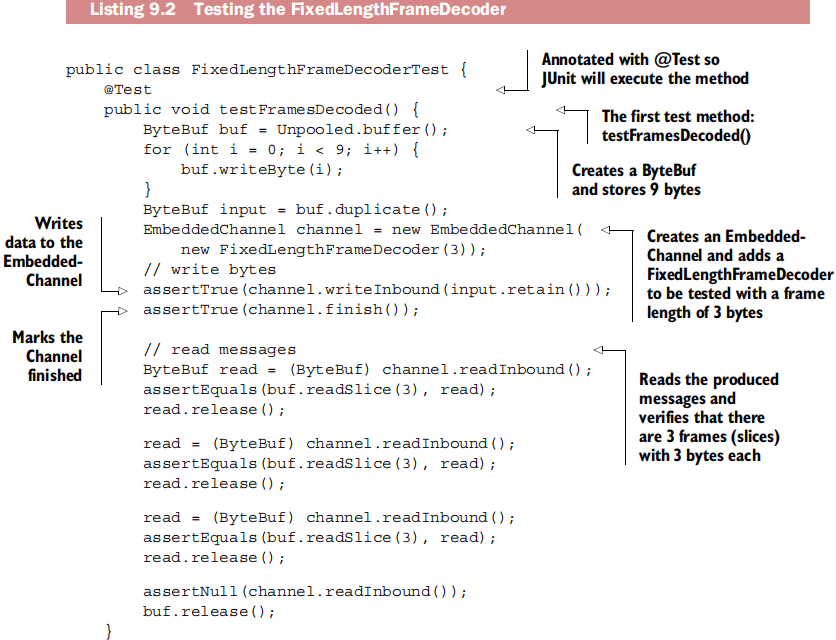 Listing 9.2 Testing the FixedLengthFrameDecoder
public class FixedLengthFrameDecoderTest {
@Test
public void testFramesDecoded() {
ByteBuf buf = Unpooled.buffer();
for (int i = 0; i < 9; i++) {
buf.writeByte(i);
}
ByteBuf input = buf.duplicate();
EmbeddedChannel channel = new EmbeddedChannel(
new FixedLengthFrameDecoder(3));
// write bytes
assertTrue(channel.writeInbound(input.retain()));
assertTrue(channel.finish());
// read messages
ByteBuf read = (ByteBuf) channel.readInbound();
assertEquals(buf.readSlice(3), read);
read.release();
read = (ByteBuf) channel.readInbound();
assertEquals(buf.readSlice(3), read);
read.release();
read = (ByteBuf) channel.readInbound();
assertEquals(buf.readSlice(3), read);
read.release();
assertNull(channel.readInbound());
buf.release();
}
Annotated with @Test so
JUnit will execute the method
The first test method:
testFramesDecoded()
Creates a ByteBuf
and stores 9 bytes
Writes
data to the
Embedded-
Channel
Creates an Embedded-
Channel and adds a
FixedLengthFrameDecoder
to be tested with a frame
length of 3 bytes
Marks the
Channel
finished
Reads the produced
messages and
verifies that there
are 3 frames (slices)
with 3 bytes each